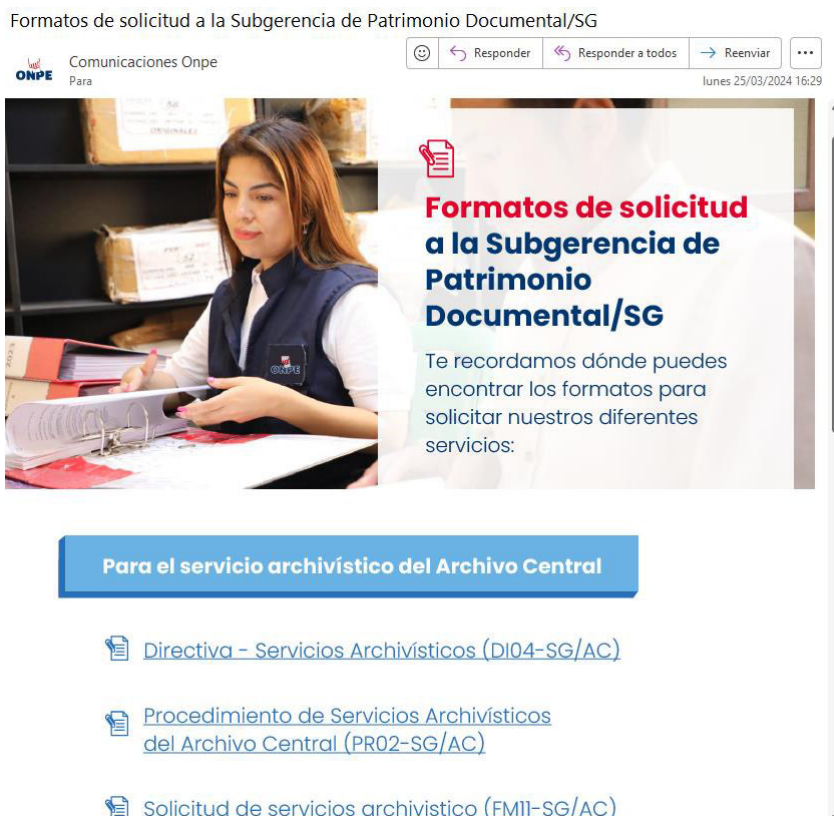 Formatos de solicitud a la Subgerencia de Patrimonio Documental/SG
Responder
Responder a todos
Reenviar
ONPE
Comunicaciones Onpe
Para
lunes 25/03/2024 16:29
ORIGINALES
2023
ONPE
Formatos de solicitud
a la Subgerencia de
Patrimonio
Documental/SG
Te recordamos dónde puedes
encontrar los formatos para
solicitar nuestros diferentes
servicios:
Para el servicio archivístico del Archivo Central
Directiva - Servicios Archivísticos (DI04-SG/AC)
Procedimiento de Servicios Archivísticos
del Archivo Central (PR02-SG/AC)
Solicitud de servicios archivistico (FM11-SG/AC)